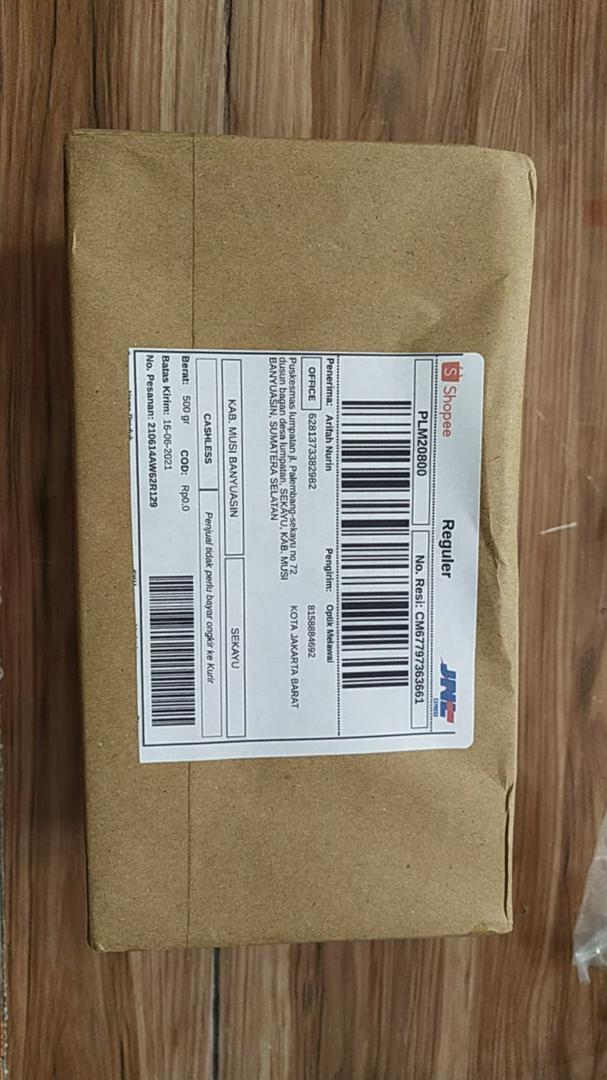 Shopee
Reguler
JNE
EXPRESS
PLM20800
No. Resi: CM67797363661
Penerima: Arifah Nurin
Pengirim: Optik Melawai
OFFICE 6281373382982
8158884692
Puskesmas lumpatan jl. Palembang-sekayu no 72
dusun bagan desa lumpatan, SEKAYU, KAB. MUSI
BANYUASIN, SUMATERA SELATAN
KOTA JAKARTA BARAT
KAB. MUSI BANYUASIN
SEKAYU
CASHLESS
Penjual tidak perlu bayar ongkir ke Kurir
Berat: 500 gr
COD: Rp0,0
Batas Kirim: 16-06-2021
No. Pesanan: 210614AW62R129